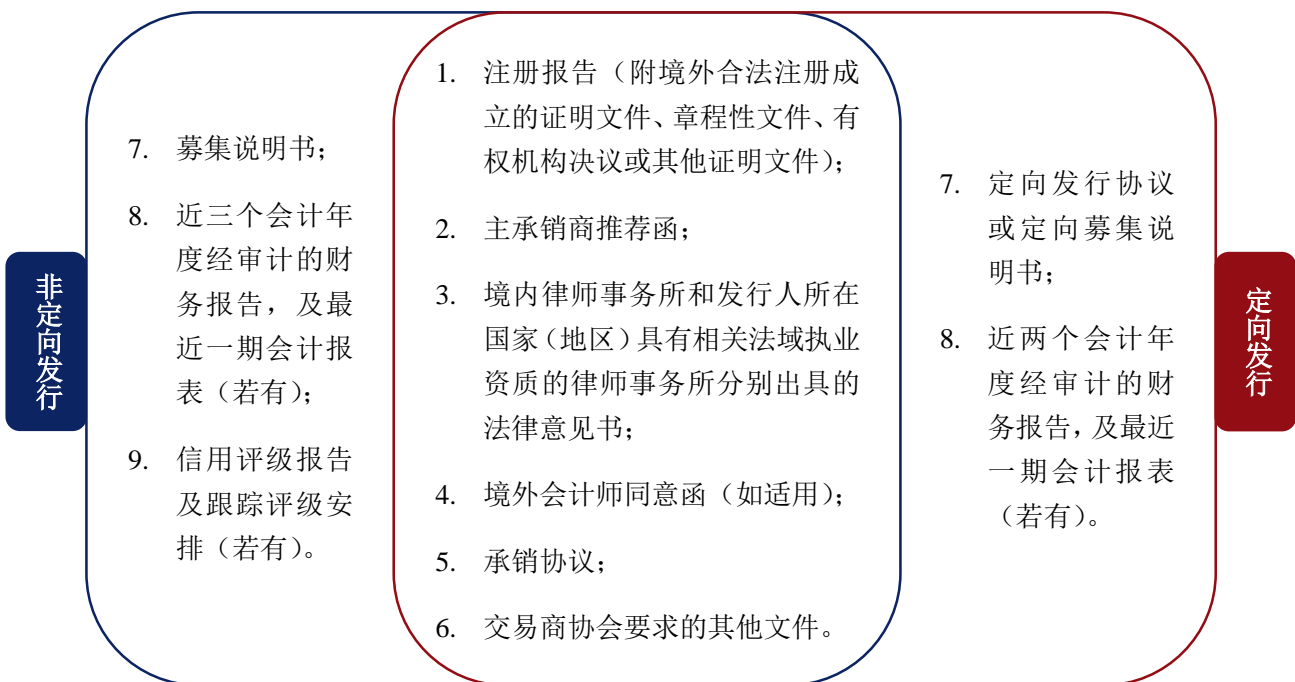 非定向发行
7. 募集说明书；
8. 近三个会计年
度经审计的财
务报告，及最
近一期会计报
表（若有）；
9. 信用评级报告
及跟踪评级安
排（若有）。
1. 注册报告（附境外合法注册成
立的证明文件、章程性文件、有
权机构决议或其他证明文件）；
2. 主承销商推荐函；
3. 境内律师事务所和发行人所在
国家（地区）具有相关法域执业
资质的律师事务所分别出具的
法律意见书；
4. 境外会计师同意函（如适用）；
5. 承销协议；
6. 交易商协会要求的其他文件。
7. 定向发行协议
或定向募集说
明书；
8. 近两个会计年
度经审计的财
务报告，及最近
一期会计报表
（若有）。
定向发行